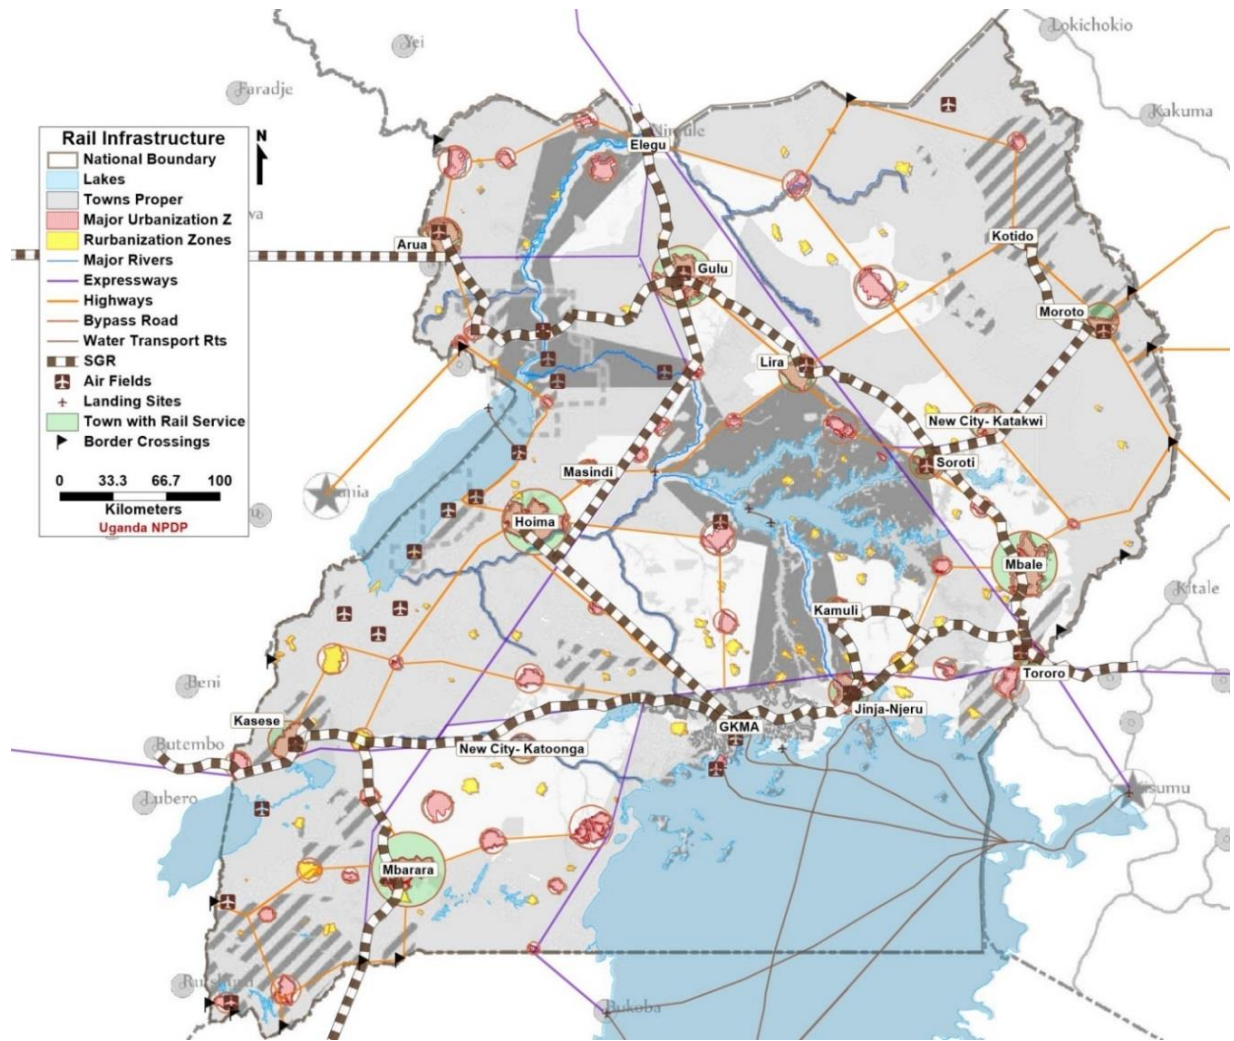 Yei
Lokichokio
Faradje
Kakuma
Rail Infrastructure
National Boundary
N
Lakes
Towns Proper
Major Urbanization Z
Rurbanization Zones
Major Rivers
Expressways
Highways
Bypass Road
Water Transport Rts
SGR
Air Fields
Landing Sites
Town with Rail Service
Border Crossings
0 33.3 66.7 100
Kilometers
Uganda NPDP
Elegu
Arua
Kotido
Gulu
Moroto
Lira
New City- Katakwi
Masindi
Soroti
Hoima
Mbale
Kitale
Kamuli
Beni
Tororo
Kasese
Jinja-Njeru
GKMA
Butembo
New City- Katoonga
Lubero
Mbarara
Bukoba